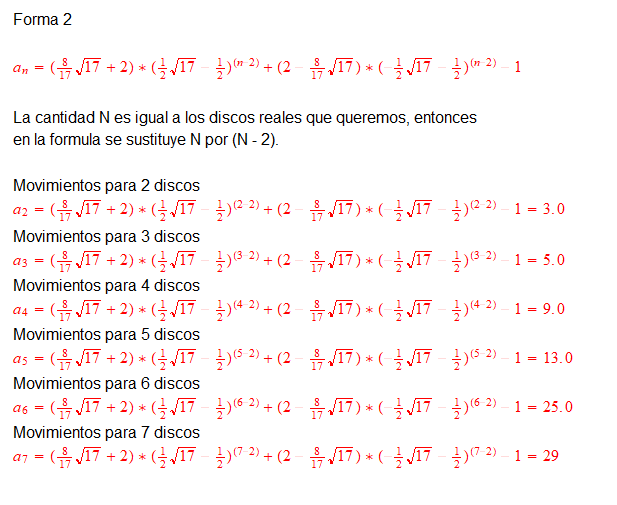 Forma 2
aₙ = (8/17 √17 + 2) * (1/2 √17 − 1/2)^(n−2) + (2 − 8/17 √17) * (−1/2 √17 − 1/2)^(n−2) − 1
La cantidad N es igual a los discos reales que queremos, entonces
en la formula se sustituye N por (N - 2).
Movimientos para 2 discos
a₂ = (8/17 √17 + 2) * (1/2 √17 − 1/2)^(2−2) + (2 − 8/17 √17) * (−1/2 √17 − 1/2)^(2−2) − 1 = 3.0
Movimientos para 3 discos
a₃ = (8/17 √17 + 2) * (1/2 √17 − 1/2)^(3−2) + (2 − 8/17 √17) * (−1/2 √17 − 1/2)^(3−2) − 1 = 5.0
Movimientos para 4 discos
a₄ = (8/17 √17 + 2) * (1/2 √17 − 1/2)^(4−2) + (2 − 8/17 √17) * (−1/2 √17 − 1/2)^(4−2) − 1 = 9.0
Movimientos para 5 discos
a₅ = (8/17 √17 + 2) * (1/2 √17 − 1/2)^(5−2) + (2 − 8/17 √17) * (−1/2 √17 − 1/2)^(5−2) − 1 = 13.0
Movimientos para 6 discos
a₆ = (8/17 √17 + 2) * (1/2 √17 − 1/2)^(6−2) + (2 − 8/17 √17) * (−1/2 √17 − 1/2)^(6−2) − 1 = 25.0
Movimientos para 7 discos
a₇ = (8/17 √17 + 2) * (1/2 √17 − 1/2)^(7−2) + (2 − 8/17 √17) * (−1/2 √17 − 1/2)^(7−2) − 1 = 29